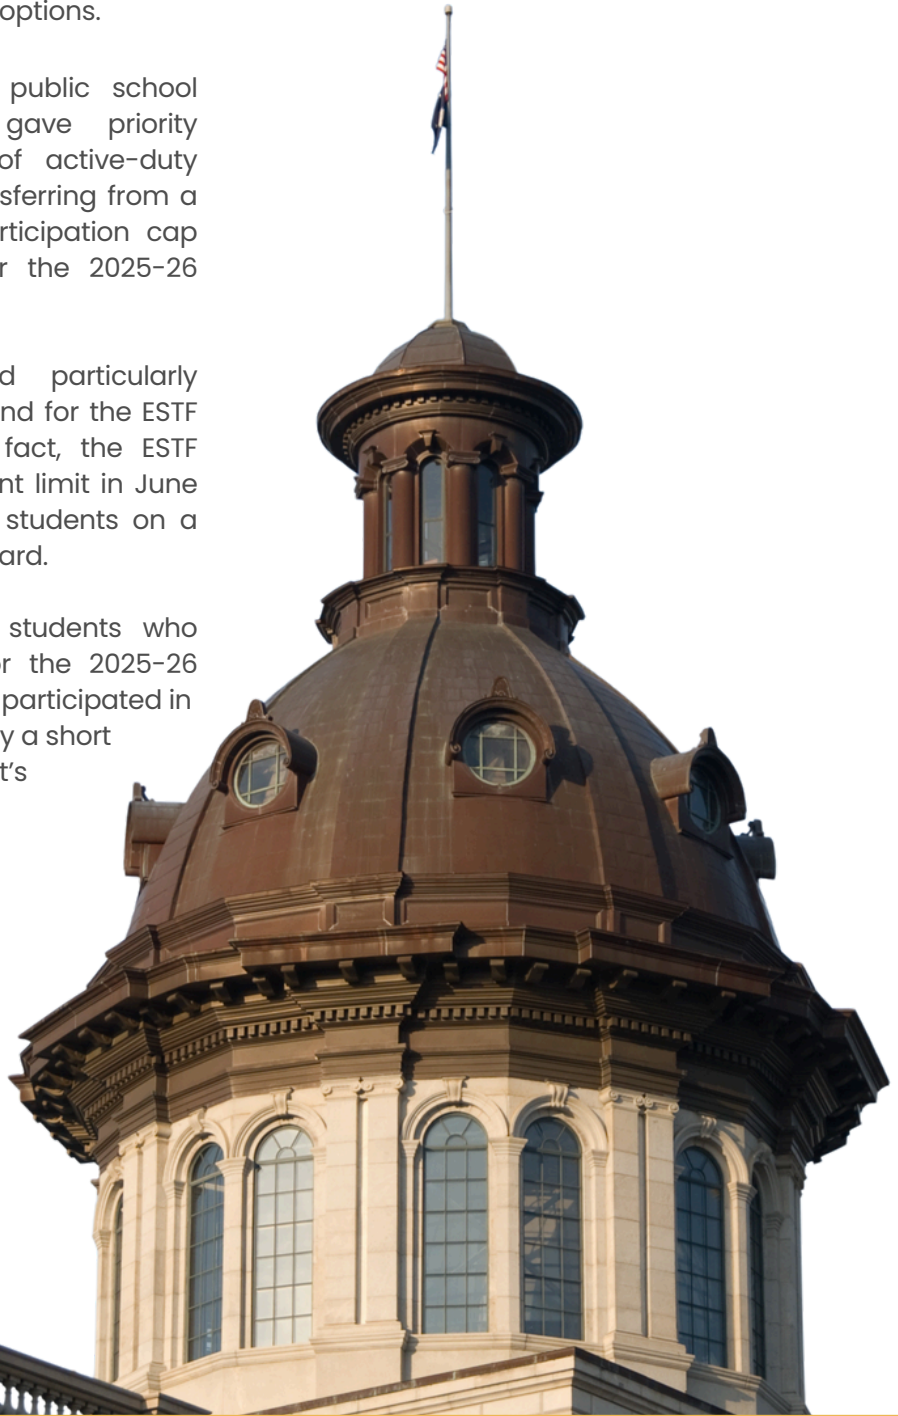 options.
public school
gave priority
of active-duty
sferring from a
rticipation cap
r the 2025-26
d particularly
nd for the ESTF
fact, the ESTF
nt limit in June
students on a
ard.
students who
or the 2025-26
participated in
y a short
t's